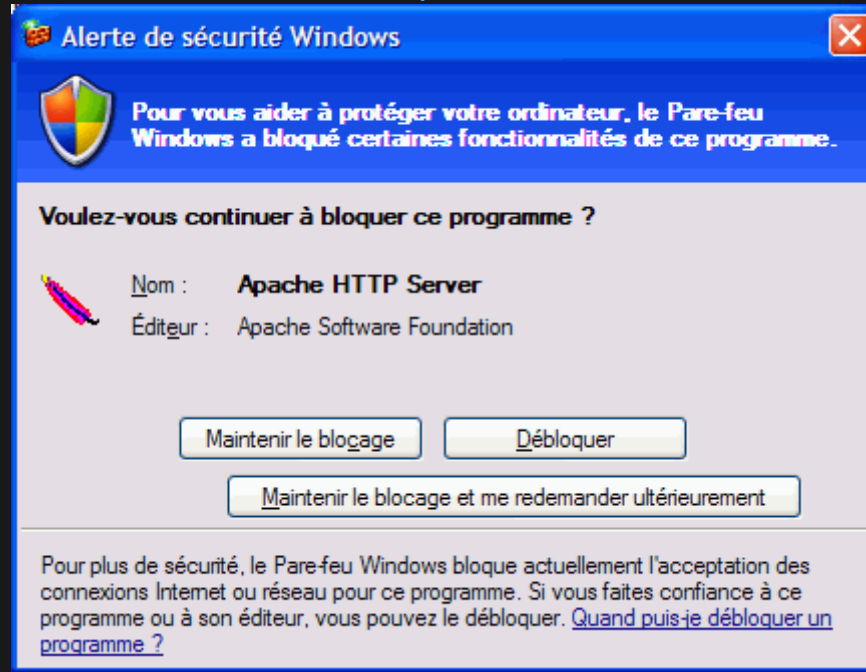 Alerte de sécurité Windows
Pour vous aider à protéger votre ordinateur, le Pare-feu
Windows a bloqué certaines fonctionnalités de ce programme.
Voulez-vous continuer à bloquer ce programme ?
Nom : Apache HTTP Server
Éditeur : Apache Software Foundation
Maintenir le blocage Débloquer
Maintenir le blocage et me redemander ultérieurement
Pour plus de sécurité, le Pare-feu Windows bloque actuellement l'acceptation des
connexions Internet ou réseau pour ce programme. Si vous faites confiance à ce
programme ou à son éditeur, vous pouvez le débloquer. Quand puis-je débloquer un
programme ?